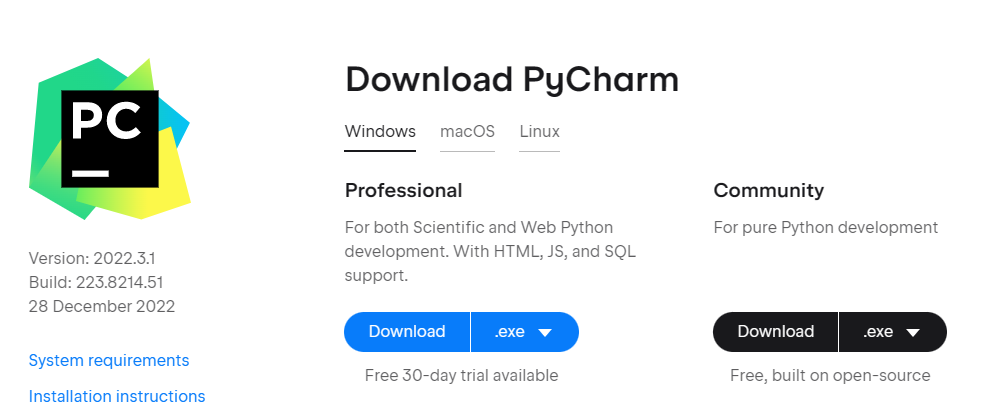 PC
Version: 2022.3.1
Build: 223.8214.51
28 December 2022
System requirements
Installation instructions
Download PyCharm
Windows macOS Linux
Professional
For both Scientific and Web Python
development. With HTML, JS, and SQL
support.
Download .exe
Free 30-day trial available
Community
For pure Python development
Download .exe
Free, built on open-source